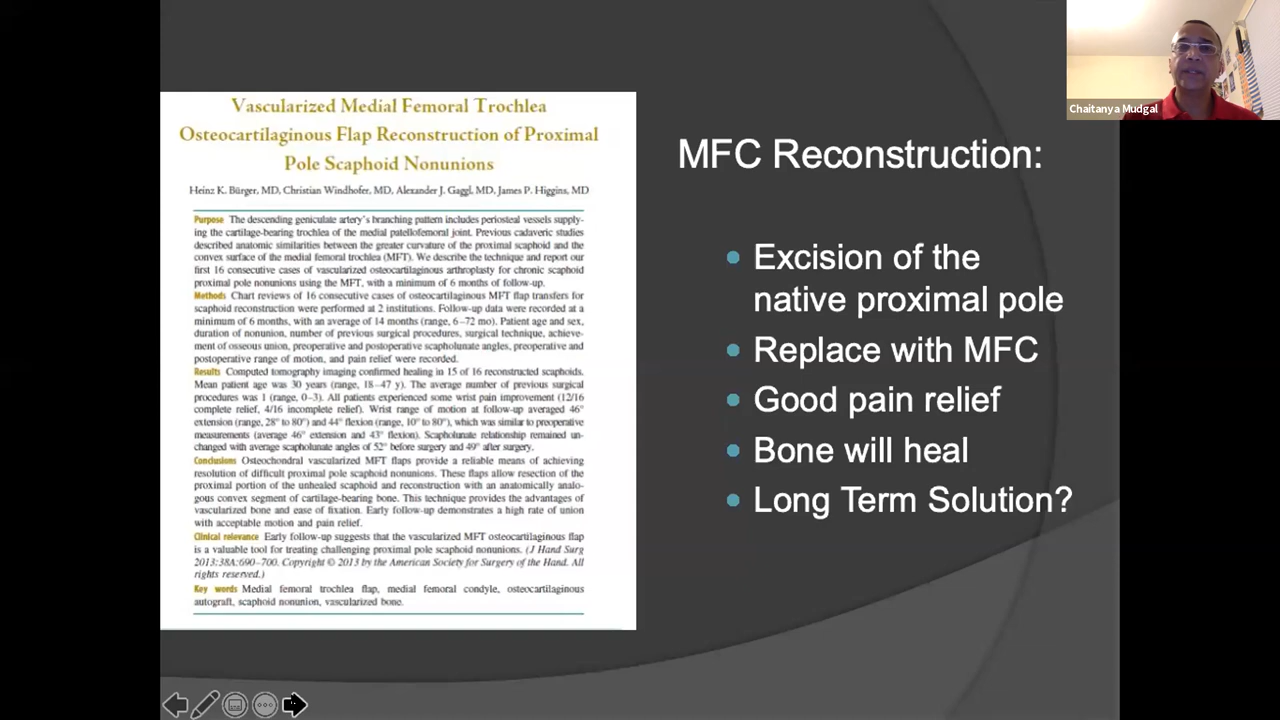 Chaitanya Mudgal
Vascularized Medial Femoral Trochlea
Osteocartilaginous Flap Reconstruction of Proximal
Pole Scaphoid Nonunions
Heinz K. Bürger, MD, Christian Windhofer, MD, Alexander J. Gaggl, MD, James P. Higgins, MD
Purpose The descending geniculate artery's branching pattern includes periosteal vessels supply-
ing the cartilage-bearing trochlea of the medial patellofemoral joint. Previous cadaveric studies
described anatomic similarities between the greater curvature of the proximal scaphoid and the
convex surface of the medial femoral trochlea (MFT). We describe the technique and report our
first 16 consecutive cases of vascularized osteocartilaginous arthroplasty for chronic scaphoid
proximal pole nonunions using the MFT, with a minimum of 6 months of follow-up.
Methods Chart reviews of 16 consecutive cases of osteocartilaginous MFT flap transfers for
scaphoid reconstruction were performed at 2 institutions. Follow-up data were recorded at a
minimum of 6 months, with an average of 14 months (range, 6–72 mo). Patient age and sex,
duration of nonunion, number of previous surgical procedures, surgical technique, achieve-
ment of osseous union, preoperative and postoperative scapholunate angles, preoperative and
postoperative range of motion, and pain relief were recorded.
Results Computed tomography imaging confirmed healing in 15 of 16 reconstructed scaphoids.
Mean patient age was 30 years (range, 18–47 y). The average number of previous surgical
procedures was 1 (range, 0–3). All patients experienced some wrist pain improvement (12/16
complete relief, 4/16 incomplete relief). Wrist range of motion at follow-up averaged 46°
extension (range, 28° to 80°) and 44° flexion (range, 10° to 80°), which was similar to preoperative
measurements (average 46° extension and 43° flexion). Scapholunate relationship remained un-
changed with average scapholunate angles of 52° before surgery and 49° after surgery.
Conclusions Osteochondral vascularized MFT flaps provide a reliable means of achieving
resolution of difficult proximal pole scaphoid nonunions. These flaps allow resection of the
proximal portion of the unhealed scaphoid and reconstruction with an anatomically analo-
gous convex segment of cartilage-bearing bone. This technique provides the advantages of
vascularized bone and ease of fixation. Early follow-up demonstrates a high rate of union
with acceptable motion and pain relief.
Clinical relevance Early follow-up suggests that the vascularized MFT osteocartilaginous flap
is a valuable tool for treating challenging proximal pole scaphoid nonunions. (J Hand Surg
2013;38A:690–700. Copyright © 2013 by the American Society for Surgery of the Hand. All
rights reserved.)
Key words Medial femoral trochlea flap, medial femoral condyle, osteocartilaginous
autograft, scaphoid nonunion, vascularized bone.
MFC Reconstruction:
Excision of the
native proximal pole
Replace with MFC
Good pain relief
Bone will heal
Long Term Solution?